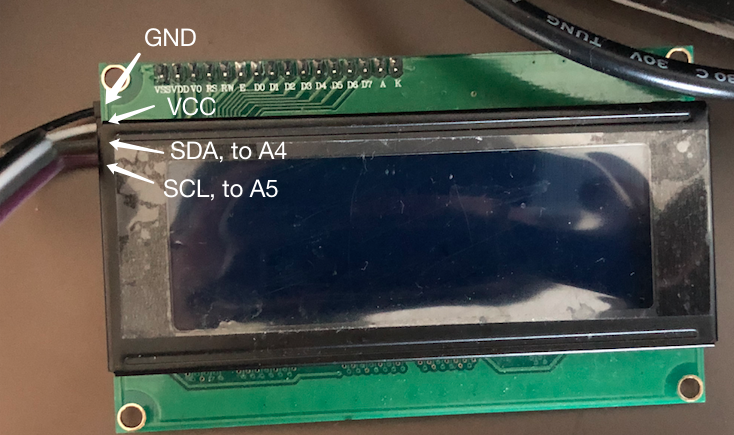 GND
VSS VDD V0 RS RW E D0 D1 D2 D3 D4 D5 D6 D7 A K
VCC
SDA, to A4
SCL, to A5
TUNG
30V
80 C